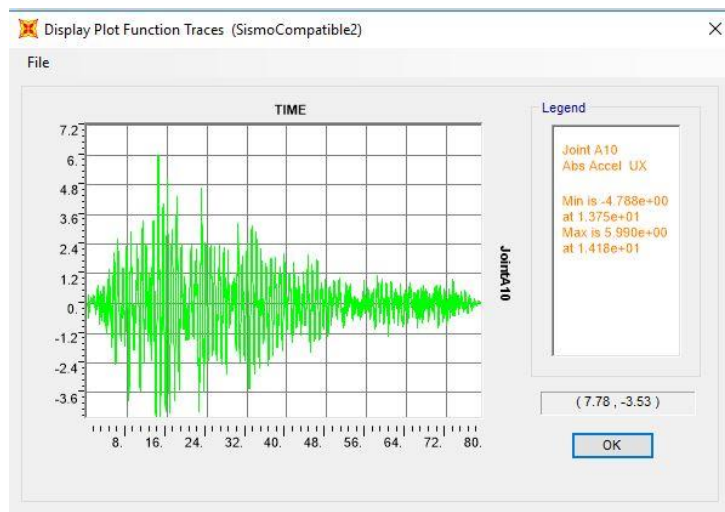 Display Plot Function Traces (SismoCompatible2)
File
TIME
7.2
6.
4.8
3.6
2.4
1.2
0.
-1.2
-2.4
-3.6
8. 16. 24. 32. 40. 48. 56. 64. 72. 80.
JointA10
Legend
Joint A10
Abs Accel UX
Min is -4.788e+00
at 1.375e+01
Max is 5.990e+00
at 1.418e+01
( 7.78 , -3.53 )
OK